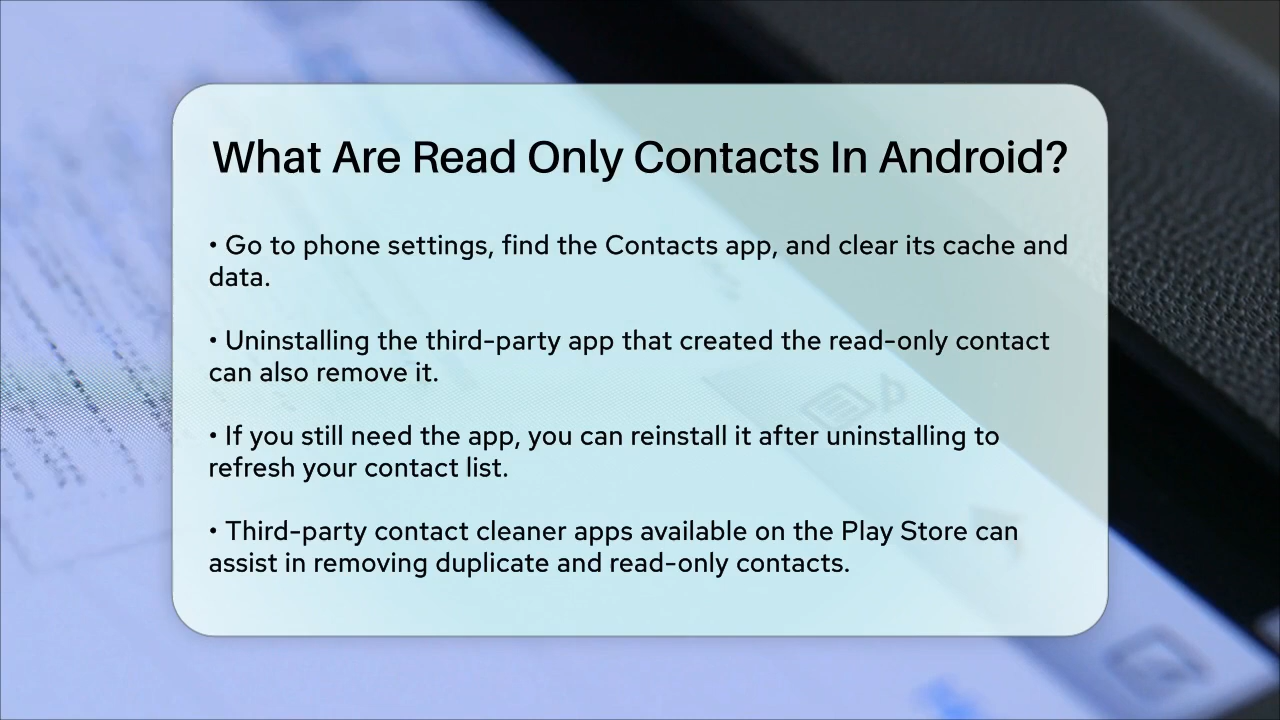 What Are Read Only Contacts In Android?
• Go to phone settings, find the Contacts app, and clear its cache and
data.
• Uninstalling the third-party app that created the read-only contact
can also remove it.
• If you still need the app, you can reinstall it after uninstalling to
refresh your contact list.
• Third-party contact cleaner apps available on the Play Store can
assist in removing duplicate and read-only contacts.